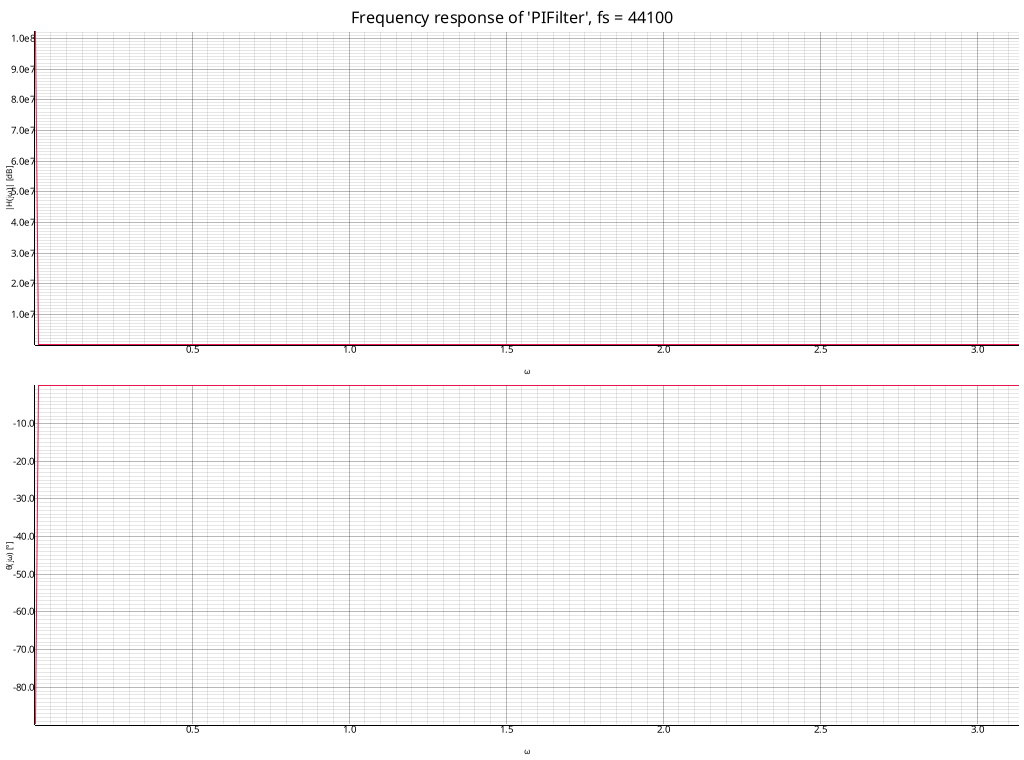 Frequency response of 'PIFilter', fs = 44100
1.0e8
9.0e7
8.0e7
7.0e7
6.0e7
|H(jω)| [dB]
5.0e7
4.0e7
3.0e7
2.0e7
1.0e7
0.5 1.0 1.5 2.0 2.5 3.0
ω
-10.0
-20.0
-30.0
-40.0
θ(jω) [°]
-50.0
-60.0
-70.0
-80.0
0.5 1.0 1.5 2.0 2.5 3.0
ω